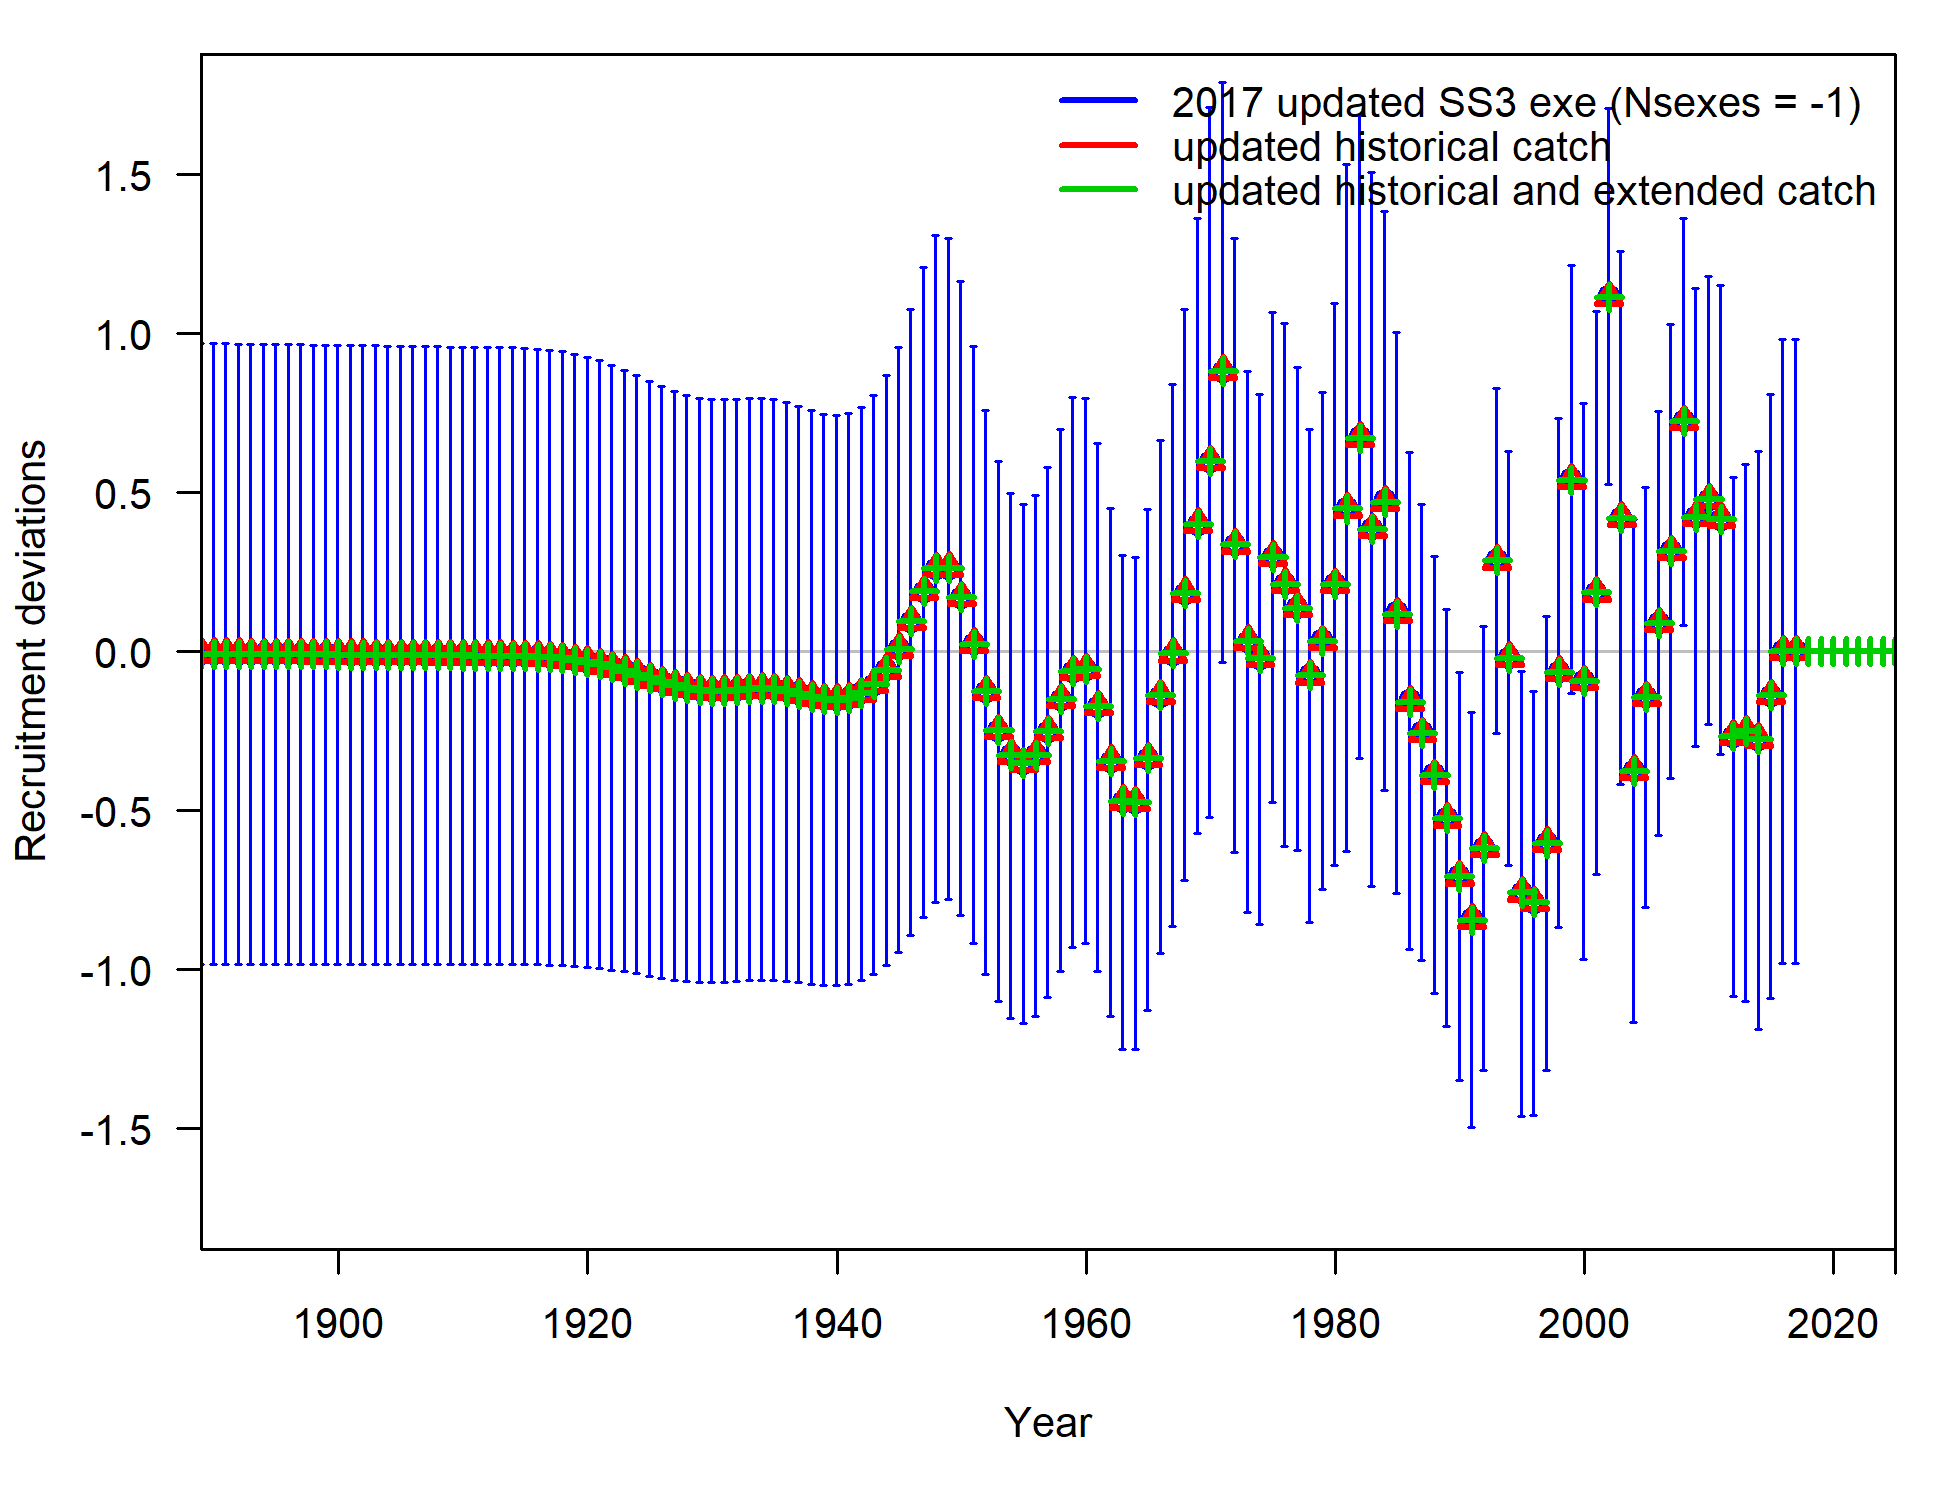 2017 updated SS3 exe (Nsexes = -1)
updated historical catch
updated historical and extended catch
1.5
1.0
0.5
0.0
-0.5
-1.0
-1.5
Recruitment deviations
1900 1920 1940 1960 1980 2000 2020
Year